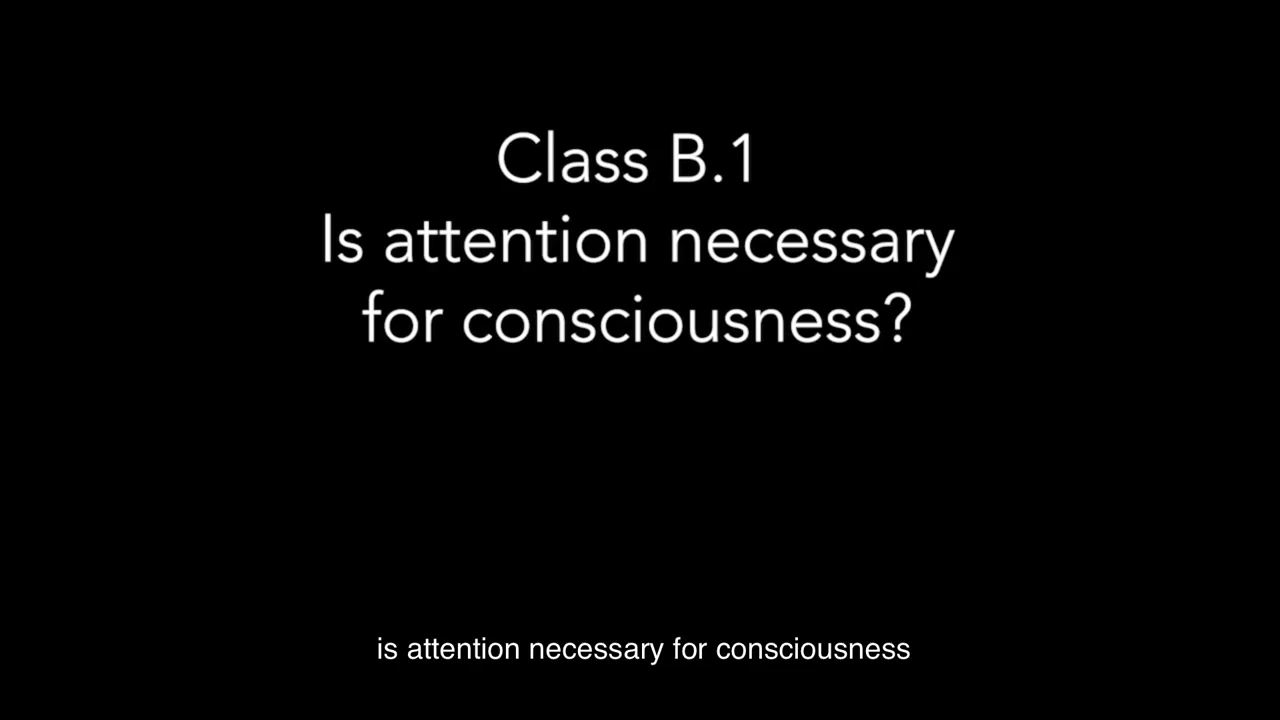 Class B.1
Is attention necessary
for consciousness?
is attention necessary for consciousness